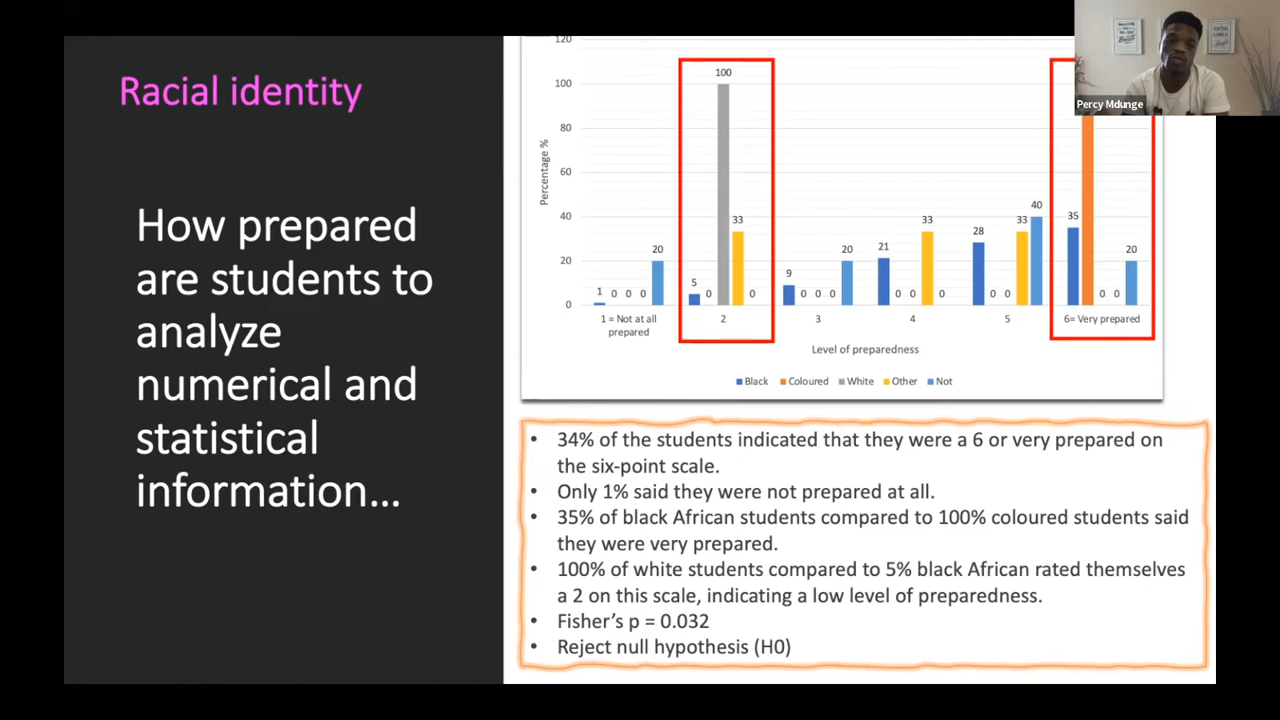 Racial identity
How prepared
are students to
analyze
numerical and
statistical
information…
Percy Mdunge
Percentage %
120
100
80
60
40
20
0
1 0 0 0 20
5 0 100 33 0
9 0 0 0 20
21 0 0 33 0
28 0 0 33 40
35 0 0 20
1 = Not at all
prepared
2
3
4
5
6= Very prepared
Level of preparedness
Black Coloured White Other Not
• 34% of the students indicated that they were a 6 or very prepared on
the six-point scale.
• Only 1% said they were not prepared at all.
• 35% of black African students compared to 100% coloured students said
they were very prepared.
• 100% of white students compared to 5% black African rated themselves
a 2 on this scale, indicating a low level of preparedness.
• Fisher's p = 0.032
• Reject null hypothesis (H0)